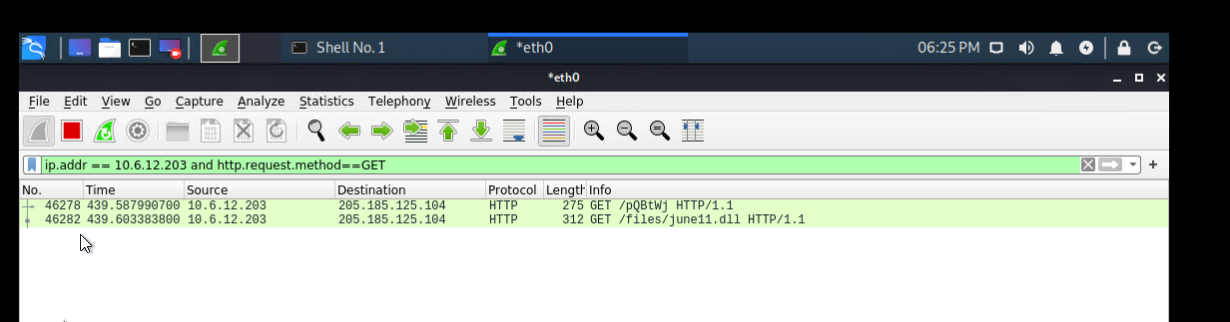 Shell No. 1 *eth0 06:25 PM
*eth0
File Edit View Go Capture Analyze Statistics Telephony Wireless Tools Help
ip.addr == 10.6.12.203 and http.request.method==GET
No. Time Source Destination Protocol Length Info
46278 439.587990700 10.6.12.203 205.185.125.104 HTTP 275 GET /pQBtWj HTTP/1.1
46282 439.603383800 10.6.12.203 205.185.125.104 HTTP 312 GET /files/june11.dll HTTP/1.1